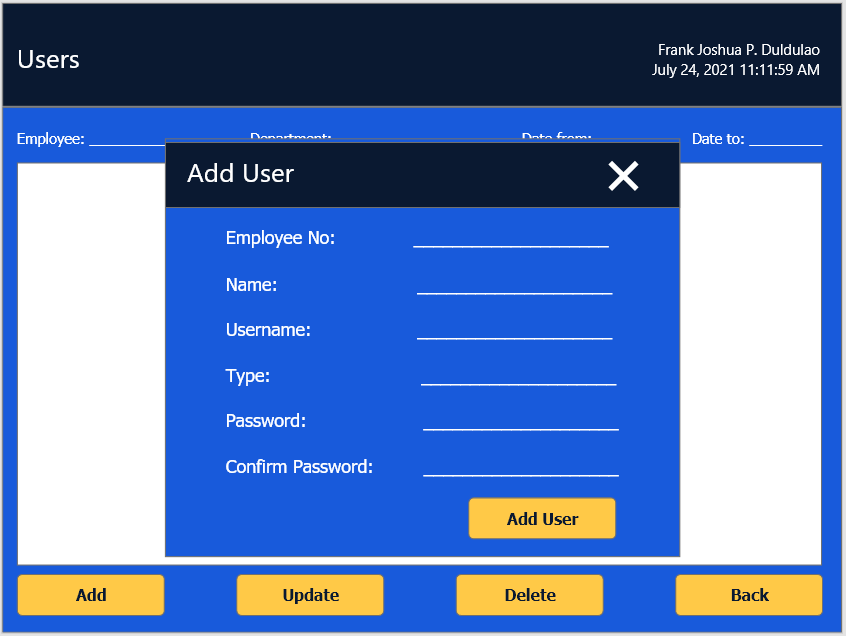 Users
Frank Joshua P. Duldulao
July 24, 2021 11:11:59 AM
Employee: __________ Department: Date from: Date to: __________
Add User
Employee No: ____________________
Name: ____________________
Username: ____________________
Type: ____________________
Password: ____________________
Confirm Password: ____________________
Add User
Add Update Delete Back